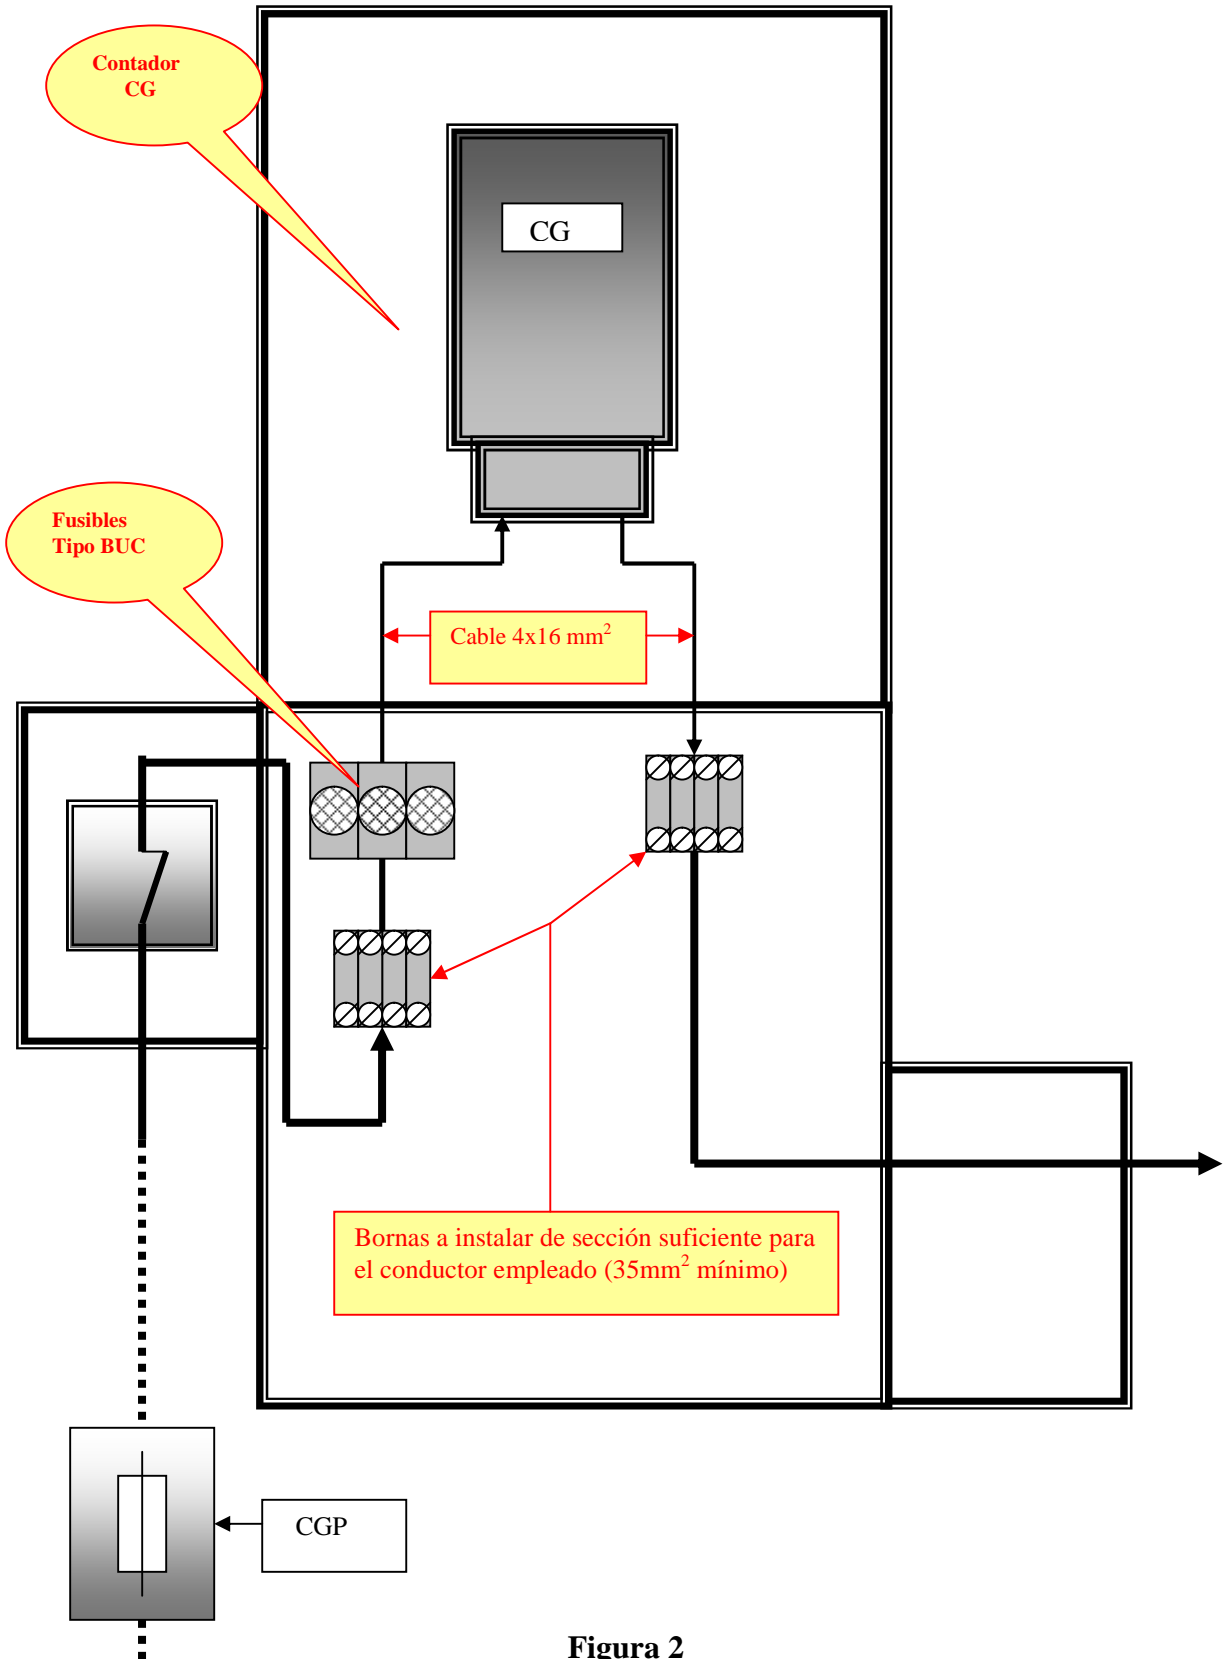 Contador
CG
CG
Fusibles
Tipo BUC
Cable 4x16 mm²
Bornas a instalar de sección suficiente para
el conductor empleado (35mm² mínimo)
CGP
Figura 2